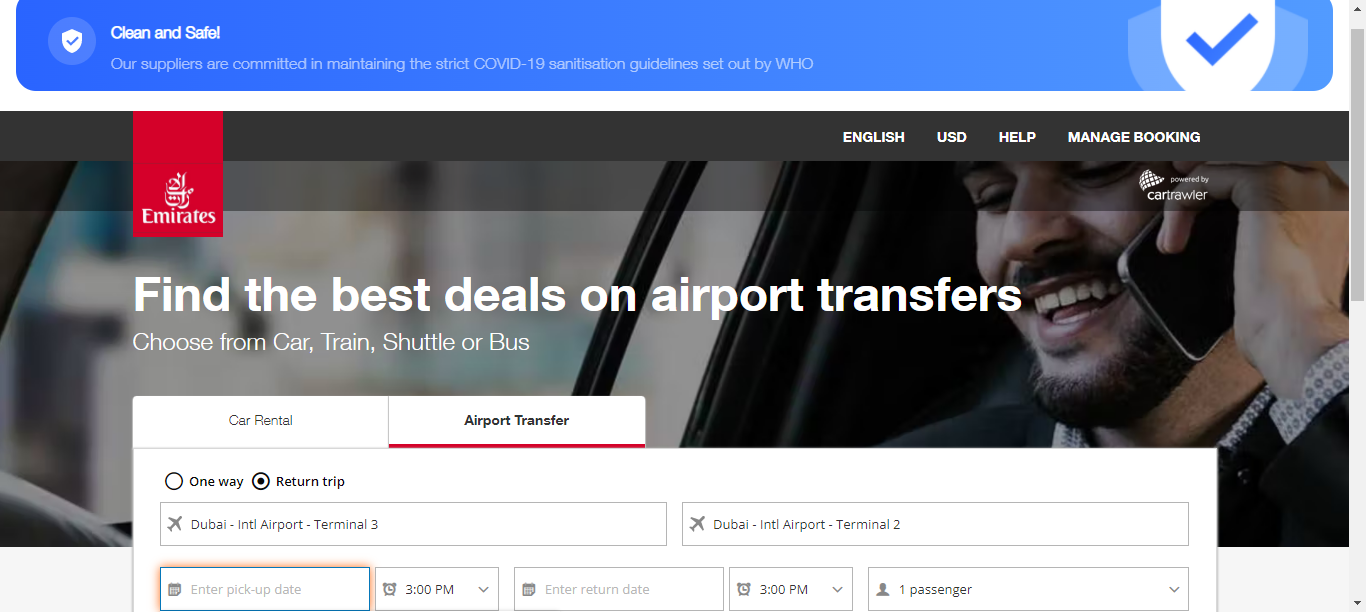 Clean and Safe!
Our suppliers are committed in maintaining the strict COVID-19 sanitisation guidelines set out by WHO
ENGLISH USD HELP MANAGE BOOKING
powered by
cartrawler
Emirates
Find the best deals on airport transfers
Choose from Car, Train, Shuttle or Bus
Car Rental Airport Transfer
One way Return trip
Dubai - Intl Airport - Terminal 3 Dubai - Intl Airport - Terminal 2
Enter pick-up date 3:00 PM Enter return date 3:00 PM 1 passenger